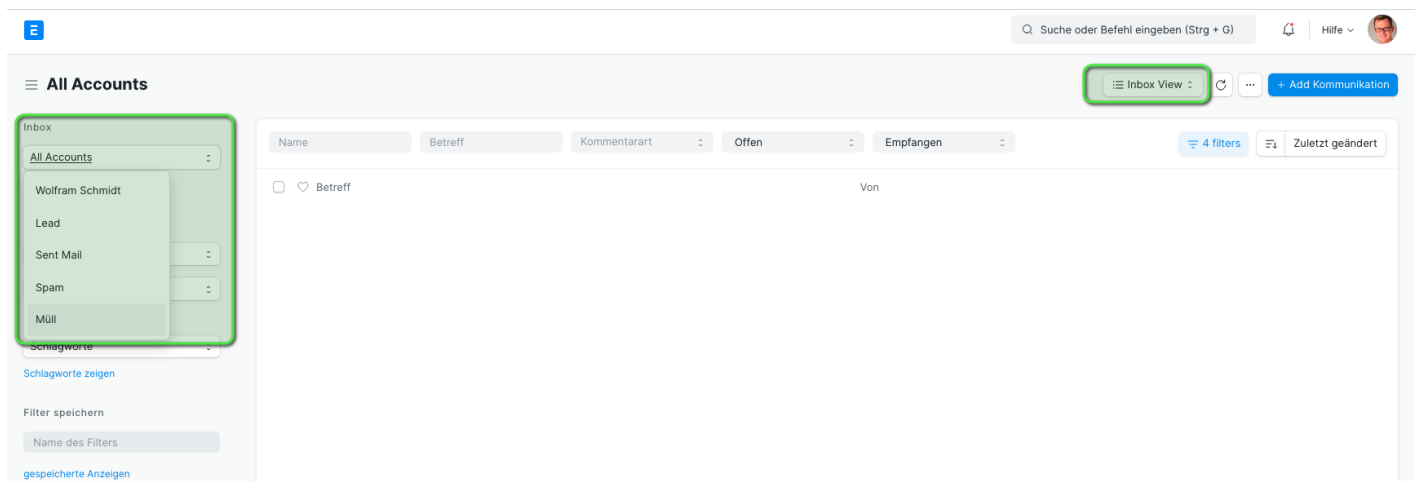 E
Suche oder Befehl eingeben (Strg + G)
Hilfe
All Accounts
Inbox View
+ Add Kommunikation
Inbox
All Accounts
Name
Betreff
Kommentarart
Offen
Empfangen
4 filters
Zuletzt geändert
Wolfram Schmidt
Lead
Sent Mail
Spam
Müll
Betreff
Von
Schlagworte
Schlagworte zeigen
Filter speichern
Name des Filters
gespeicherte Anzeigen